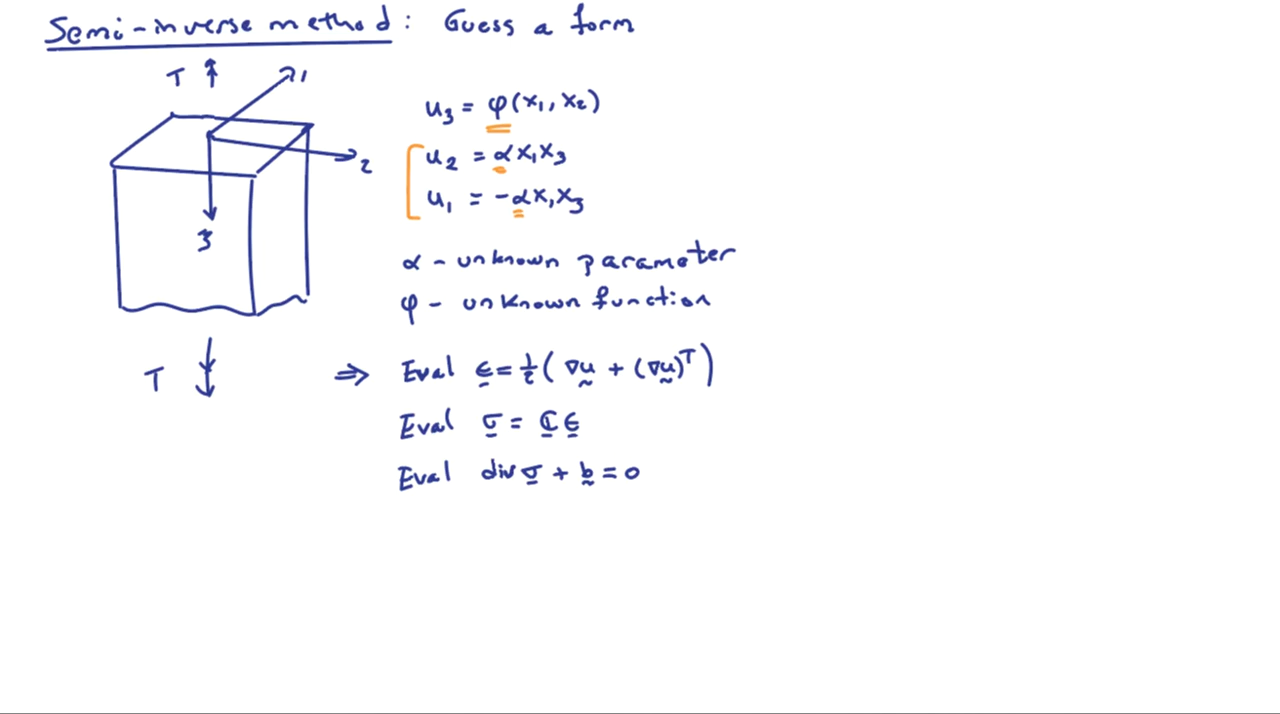 Semi-inverse method: Guess a form
T
1
2
3
T
u₃ = φ(x₁, x₂)
u₂ = αx₁x₃
u₁ = -αx₁x₃
α - unknown parameter
φ - unknown function
⇒ Eval ε = ½(∇u + (∇u)ᵀ)
Eval σ = ℂε
Eval div σ + b = 0